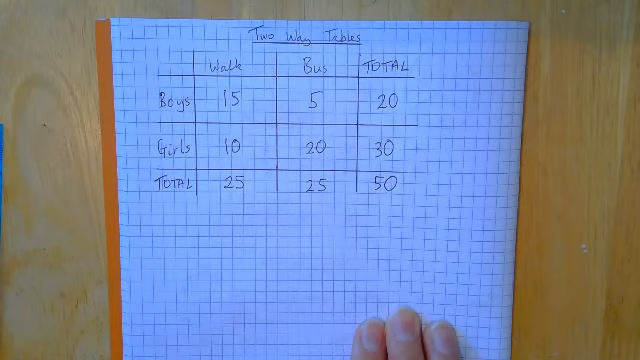 Two Way Tables
Walk Bus TOTAL
Boys 15 5 20
Girls 10 20 30
TOTAL 25 25 50